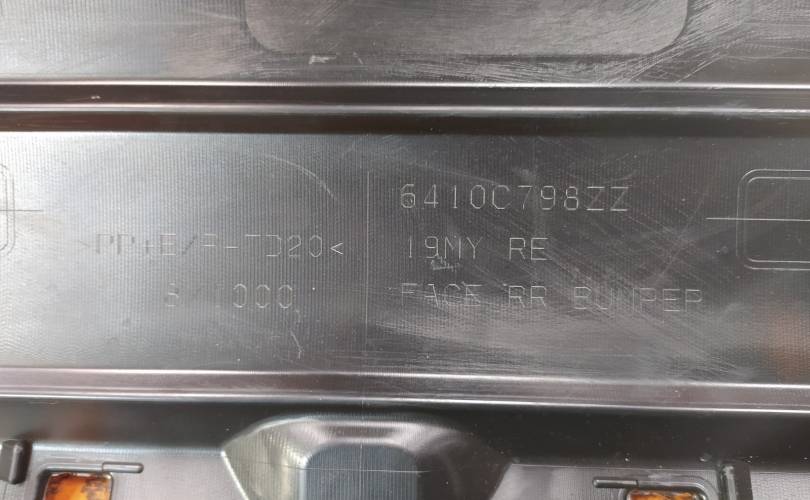 6410C798ZZ
>PP+E/P-TD20<
19MY RE
FACE RR BUMPER